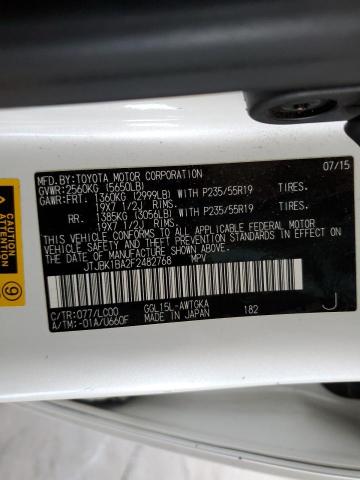 MFD.BY:TOYOTA MOTOR CORPORATION 07/15
GVWR:2560KG (5650LB)
GAWR:FRT. 1360KG (2999LB) WITH P235/55R19 TIRES.
19X7 1/2J RIMS.
RR. 1385KG (3056LB) WITH P235/55R19 TIRES.
19X7 1/2J RIMS.
THIS VEHICLE CONFORMS TO ALL APPLICABLE
FEDERAL MOTOR VEHICLE SAFETY AND THEFT
PREVENTION STANDARDS IN EFFECT ON THE DATE
OF MANUFACTURE SHOWN ABOVE.
JTJBK1BA2F2482768 MPV
C/TR:077/LC00 GGL15L-AWTGKA
A/TM:-01A/U660F MADE IN JAPAN 182 J
CAUTION
ATTENTION